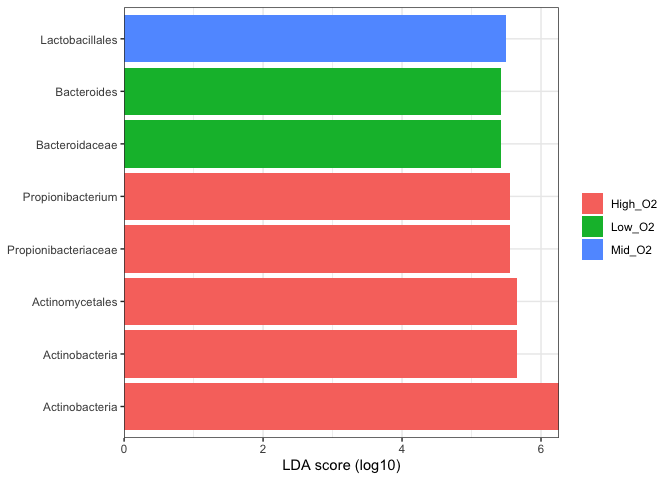 Lactobacillales
Bacteroides
Bacteroidaceae
Propionibacterium
Propionibacteriaceae
Actinomycetales
Actinobacteria
Actinobacteria
0 2 4 6
LDA score (log10)
High_O2
Low_O2
Mid_O2